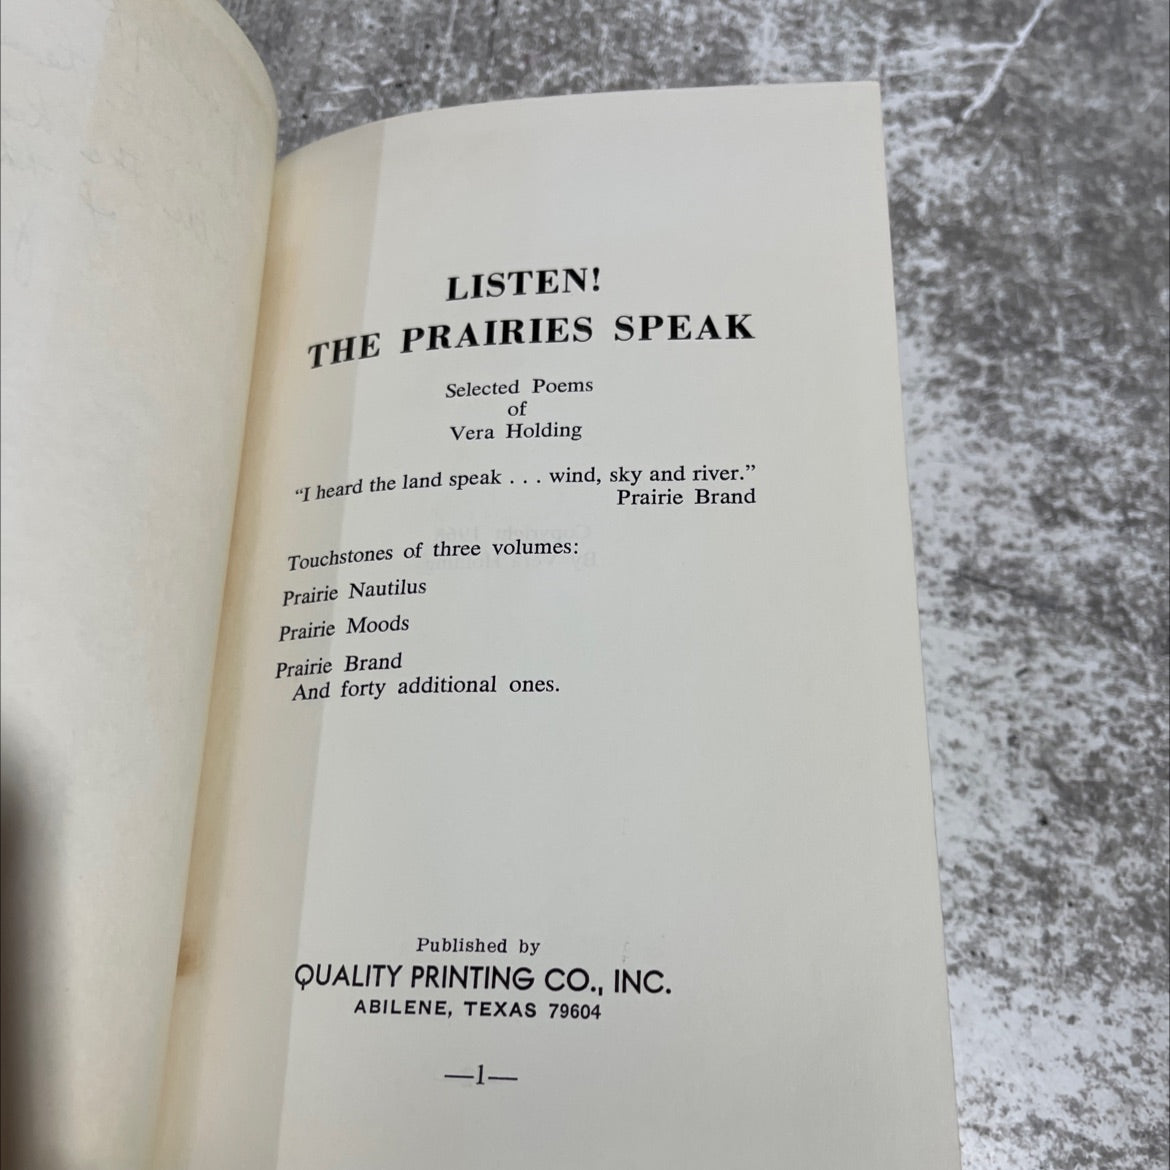 LISTEN!
THE PRAIRIES SPEAK
Selected Poems
of
Vera Holding
“I heard the land speak . . . wind, sky and river.”
Prairie Brand
Touchstones of three volumes:
Prairie Nautilus
Prairie Moods
Prairie Brand
And forty additional ones.
Published by
QUALITY PRINTING CO., INC.
ABILENE, TEXAS 79604
—1—